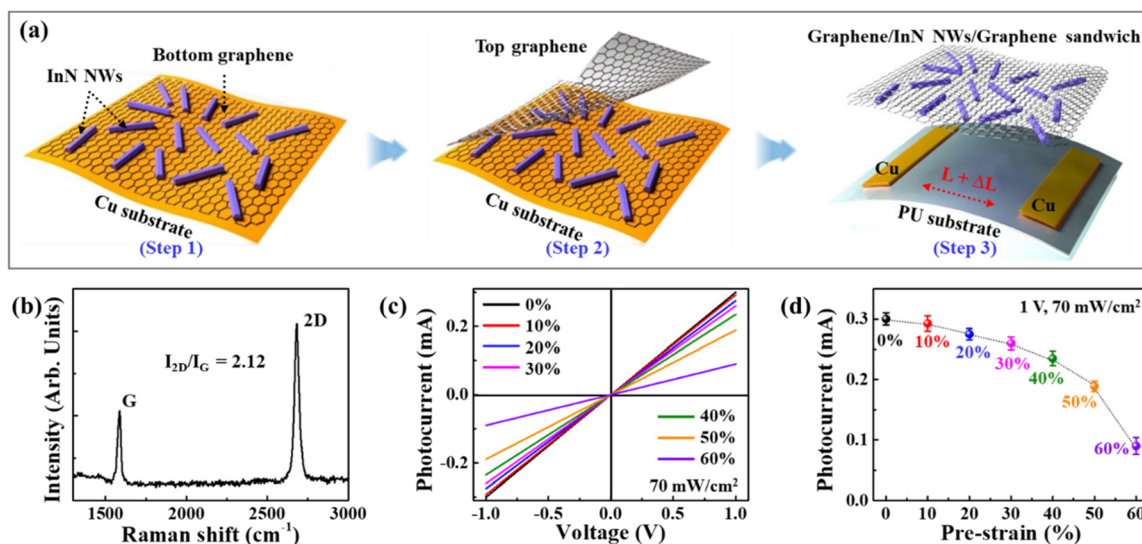 (a)
InN NWs
Bottom graphene
Cu substrate
(Step 1)
Top graphene
Cu substrate
(Step 2)
Graphene/InN NWs/Graphene sandwich
Cu
L + ΔL
Cu
PU substrate
(Step 3)
(b)
Intensity (Arb. Units)
I2D/IG = 2.12
G
2D
1500 2000 2500 3000
Raman shift (cm-1)
(c)
Photocurrent (mA)
0.2
0.0
-0.2
0%
10%
20%
30%
40%
50%
60%
70 mW/cm2
-1.0 -0.5 0.0 0.5 1.0
Voltage (V)
(d)
Photocurrent (mA)
0.3
0.2
0.1
0.0
1 V, 70 mW/cm2
0%
10%
20%
30%
40%
50%
60%
0 10 20 30 40 50 60
Pre-strain (%)